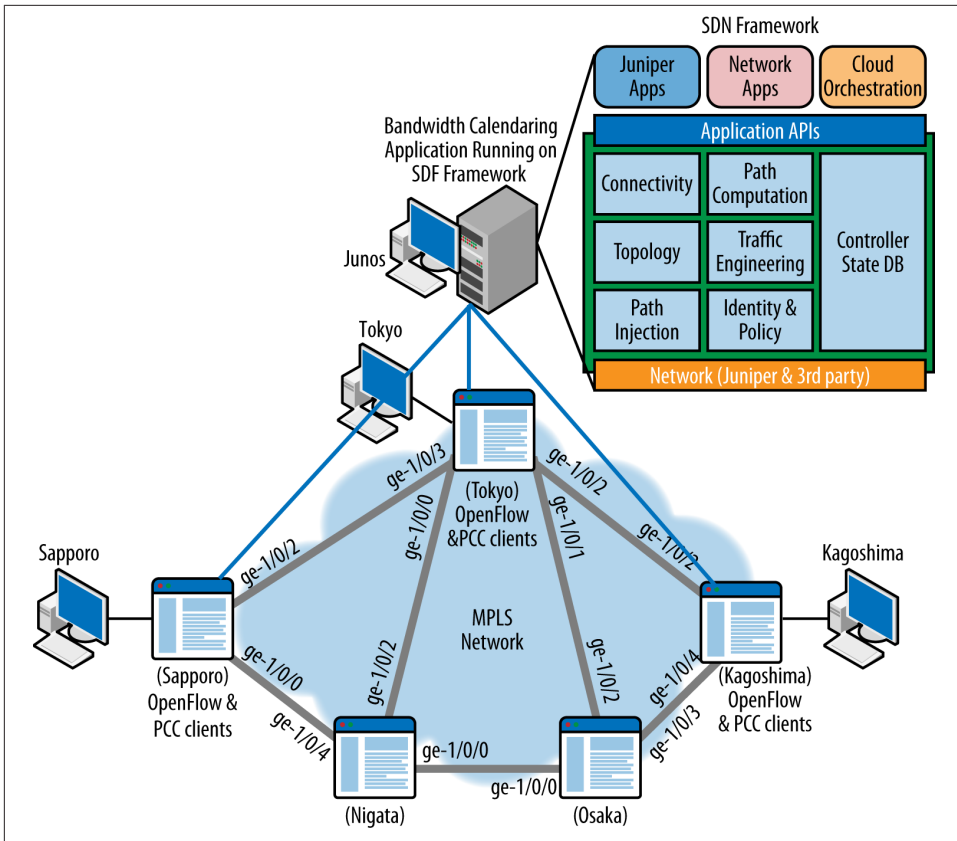 SDN Framework
Juniper
Apps
Network
Apps
Cloud
Orchestration
Application APIs
Connectivity
Path
Computation
Topology
Traffic
Engineering
Controller
State DB
Path
Injection
Identity &
Policy
Network (Juniper & 3rd party)
Bandwidth Calendaring
Application Running on
SDF Framework
Junos
Tokyo
(Tokyo)
OpenFlow
&PCC clients
ge-1/0/3
ge-1/0/0
ge-1/0/1
ge-1/0/2
ge-1/0/2
ge-1/0/2
ge-1/0/2
ge-1/0/2
Sapporo
(Sapporo)
OpenFlow &
PCC clients
MPLS
Network
Kagoshima
(Kagoshima)
OpenFlow
& PCC clients
ge-1/0/0
ge-1/0/4
ge-1/0/4
ge-1/0/3
ge-1/0/0
ge-1/0/0
(Nigata)
(Osaka)